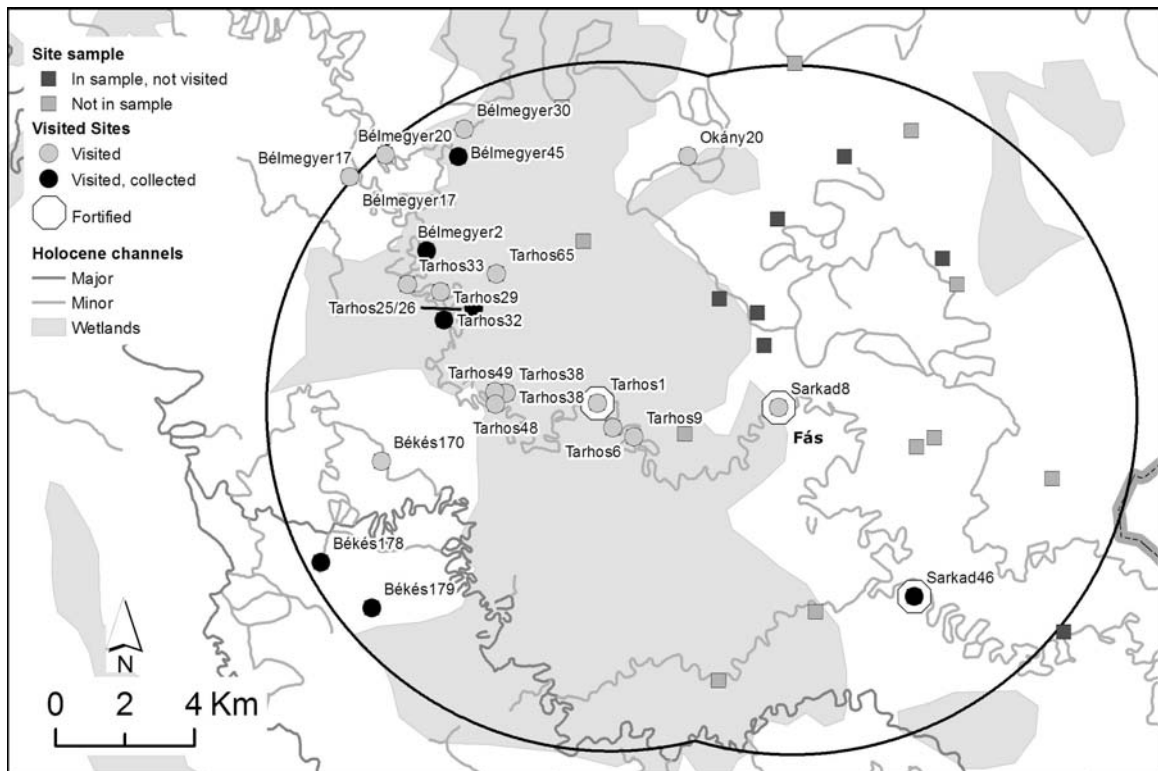 Site sample
In sample, not visited
Not in sample
Visited Sites
Visited
Visited, collected
Fortified
Holocene channels
Major
Minor
Wetlands
Bélmegyer30
Bélmegyer20
Bélmegyer45
Okány20
Bélmegyer17
Bélmegyer17
Bélmegyer2
Tarhos33
Tarhos65
Tarhos29
Tarhos25/26
Tarhos32
Tarhos49
Tarhos38
Tarhos1
Sarkad8
Tarhos38
Tarhos9
Tarhos48
Tarhos6
Fás
Békés170
Békés178
Békés179
Sarkad46
N
0 2 4 Km